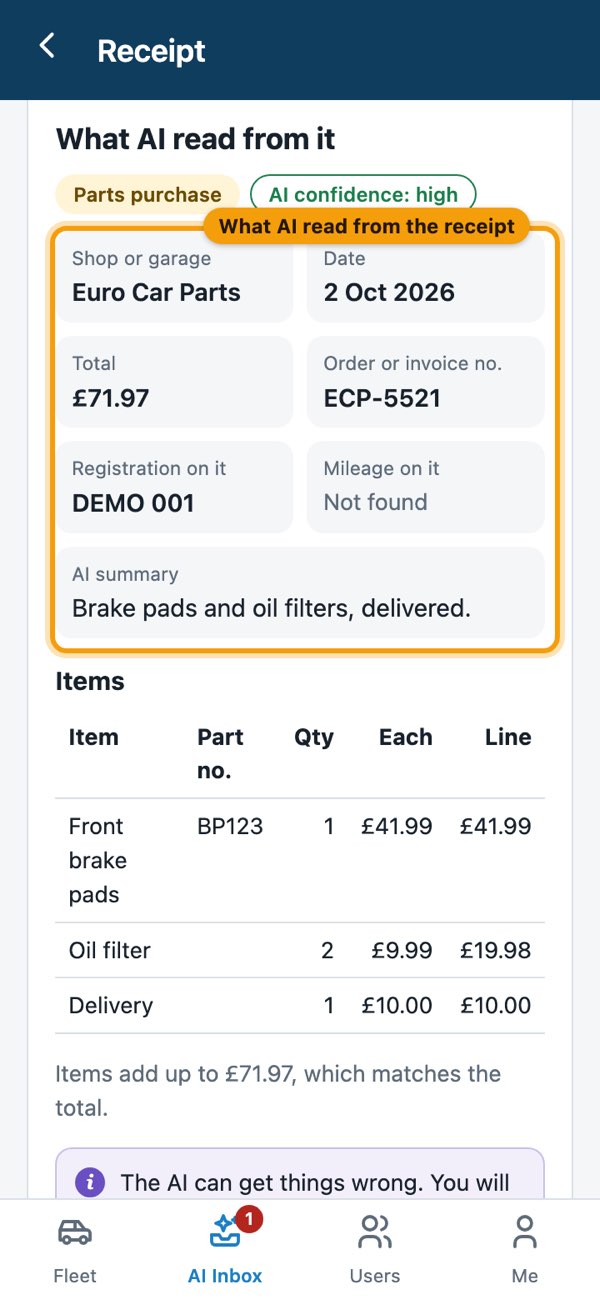 Receipt
What AI read from it
Parts purchase
AI confidence: high
What AI read from the receipt
Shop or garage
Euro Car Parts
Date
2 Oct 2026
Total
£71.97
Order or invoice no.
ECP-5521
Registration on it
DEMO 001
Mileage on it
Not found
AI summary
Brake pads and oil filters, delivered.
Items
Item Part no. Qty Each Line
Front brake pads BP123 1 £41.99 £41.99
Oil filter 2 £9.99 £19.98
Delivery 1 £10.00 £10.00
Items add up to £71.97, which matches the
total.
i
The AI can get things wrong. You will
1
Fleet
AI Inbox
Users
Me